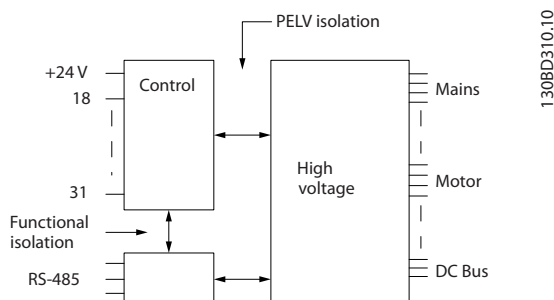 PELV isolation
130BD310.10
+24 V
Control
Mains
18
High
voltage
Motor
31
Functional
isolation
RS-485
DC Bus